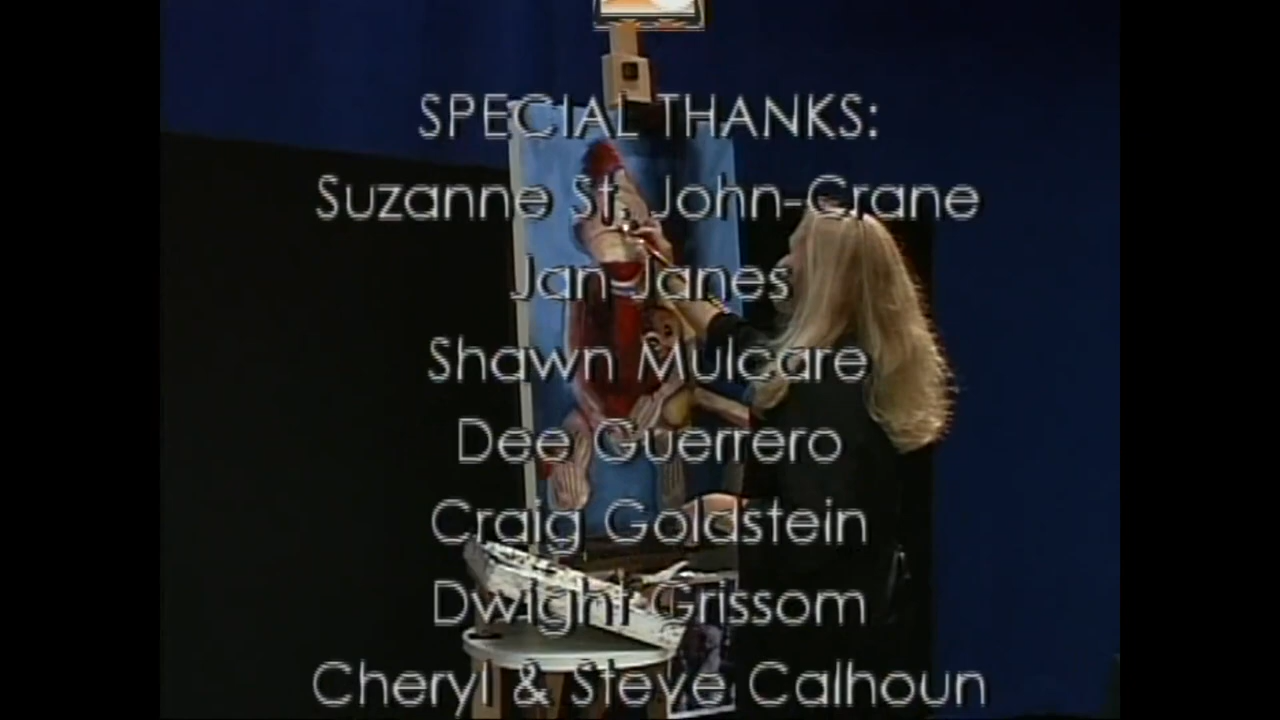 SPECIAL THANKS:
Suzanne St. John-Crane
Jan Janes
Shawn Mulcare
Dee Guerrero
Craig Goldstein
Dwight Grissom
Cheryl & Steve Calhoun